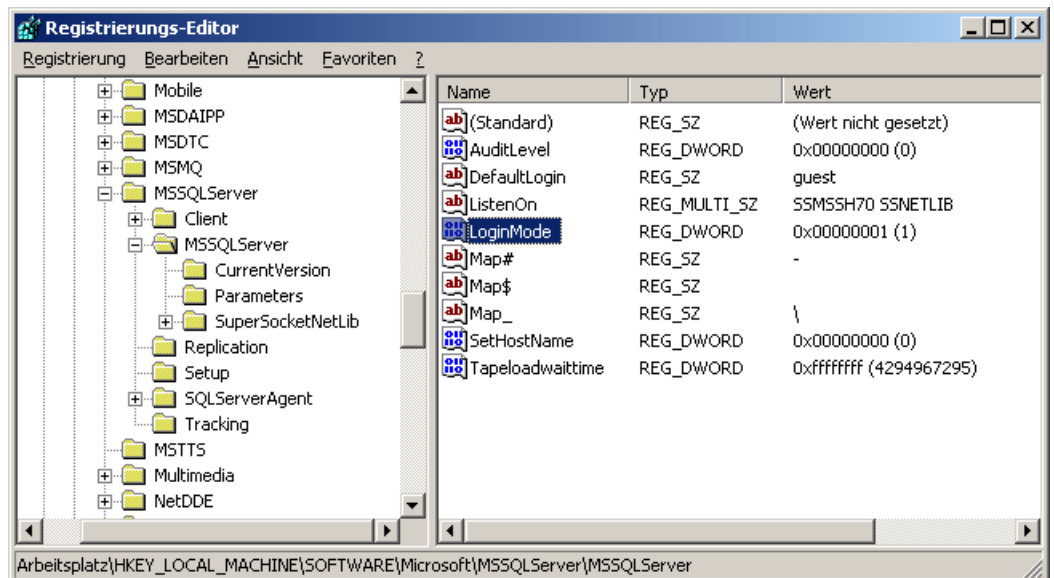 Registrierungs-Editor
Registrierung Bearbeiten Ansicht Favoriten ?
Mobile
MSDAIPP
MSDTC
MSMQ
MSSQLServer
Client
MSSQLServer
CurrentVersion
Parameters
SuperSocketNetLib
Replication
Setup
SQLServerAgent
Tracking
MSTTS
Multimedia
NetDDE
Name Typ Wert
(Standard) REG_SZ (Wert nicht gesetzt)
AuditLevel REG_DWORD 0x00000000 (0)
DefaultLogin REG_SZ guest
ListenOn REG_MULTI_SZ SSMSSH70 SSNETLIB
LoginMode REG_DWORD 0x00000001 (1)
Map# REG_SZ -
Map$ REG_SZ
Map_ REG_SZ \
SetHostName REG_DWORD 0x00000000 (0)
Tapeloadwaittime REG_DWORD 0xffffffff (4294967295)
Arbeitsplatz\HKEY_LOCAL_MACHINE\SOFTWARE\Microsoft\MSSQLServer\MSSQLServer